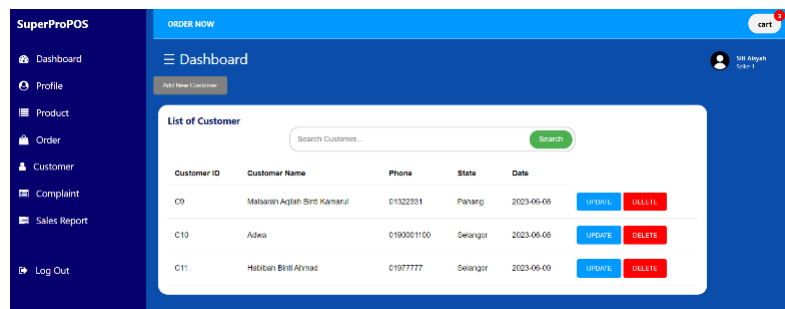 SuperProPOS
ORDER NOW
3
cart
Dashboard
Profile
Product
Order
Customer
Complaint
Sales Report
Log Out
☰ Dashboard
Siti Aisyah
Seller 1
Add New Customer
List of Customer
Search Customer...
Search
Customer ID Customer Name Phone State Date
C9 Maisarah Aqilah Binti Kamarul 01322331 Pahang 2023-06-08 UPDATE DELETE
C10 Adwa 0190001100 Selangor 2023-06-08 UPDATE DELETE
C11 Habibah Binti Ahmad 01977777 Selangor 2023-06-09 UPDATE DELETE